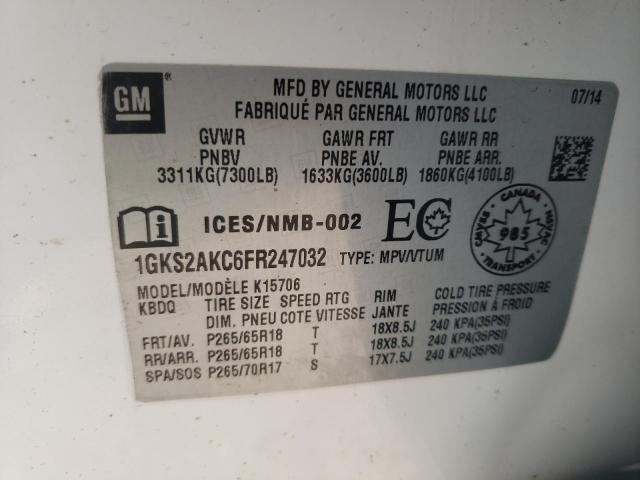 GM
MFD BY GENERAL MOTORS LLC 07/14
FABRIQUÉ PAR GENERAL MOTORS LLC
GVWR GAWR FRT GAWR RR
PNBV PNBE AV. PNBE ARR.
3311KG(7300LB) 1633KG(3600LB) 1860KG(4100LB)
i ICES/NMB-002 EC CANADA CMVSS NSVAC 985 TRANSPORT
1GKS2AKC6FR247032 TYPE: MPV/VTUM
MODEL/MODÈLE K15706
KBDQ TIRE SIZE SPEED RTG RIM COLD TIRE PRESSURE
DIM. PNEU COTE VITESSE JANTE PRESSION À FROID
FRT/AV. P265/65R18 T 18X8.5J 240 KPA(35PSI)
RR/ARR. P265/65R18 T 18X8.5J 240 KPA(35PSI)
SPA/SOS P265/70R17 S 17X7.5J 240 KPA(35PSI)